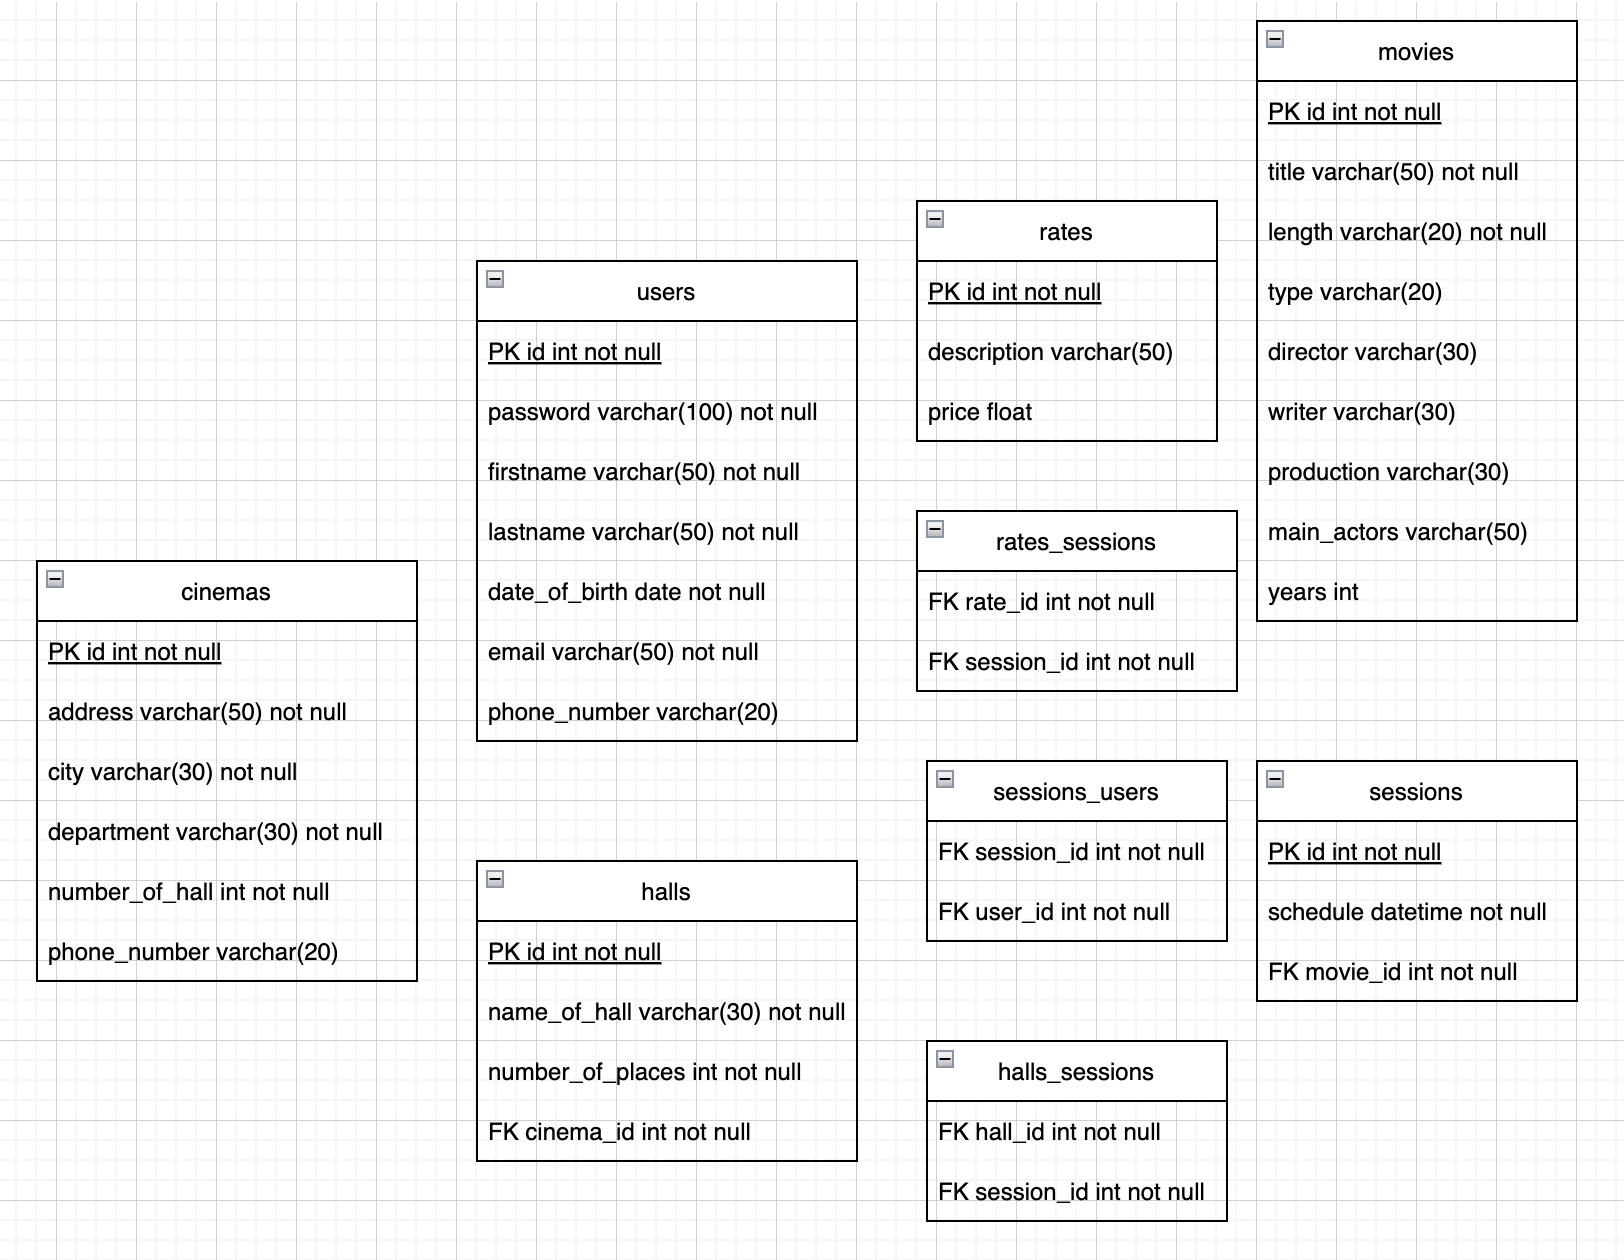 cinemas
PK id int not null
address varchar(50) not null
city varchar(30) not null
department varchar(30) not null
number_of_hall int not null
phone_number varchar(20)
users
PK id int not null
password varchar(100) not null
firstname varchar(50) not null
lastname varchar(50) not null
date_of_birth date not null
email varchar(50) not null
phone_number varchar(20)
halls
PK id int not null
name_of_hall varchar(30) not null
number_of_places int not null
FK cinema_id int not null
rates
PK id int not null
description varchar(50)
price float
rates_sessions
FK rate_id int not null
FK session_id int not null
sessions_users
FK session_id int not null
FK user_id int not null
halls_sessions
FK hall_id int not null
FK session_id int not null
movies
PK id int not null
title varchar(50) not null
length varchar(20) not null
type varchar(20)
director varchar(30)
writer varchar(30)
production varchar(30)
main_actors varchar(50)
years int
sessions
PK id int not null
schedule datetime not null
FK movie_id int not null